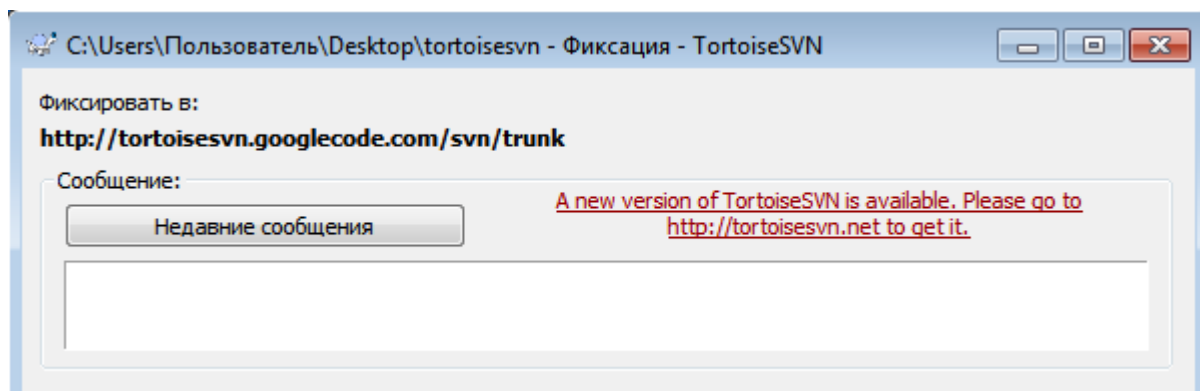 C:\Users\Пользователь\Desktop\tortoisesvn - Фиксация - TortoiseSVN
Фиксировать в:
http://tortoisesvn.googlecode.com/svn/trunk
Сообщение:
Недавние сообщения
A new version of TortoiseSVN is available. Please go to
http://tortoisesvn.net to get it.